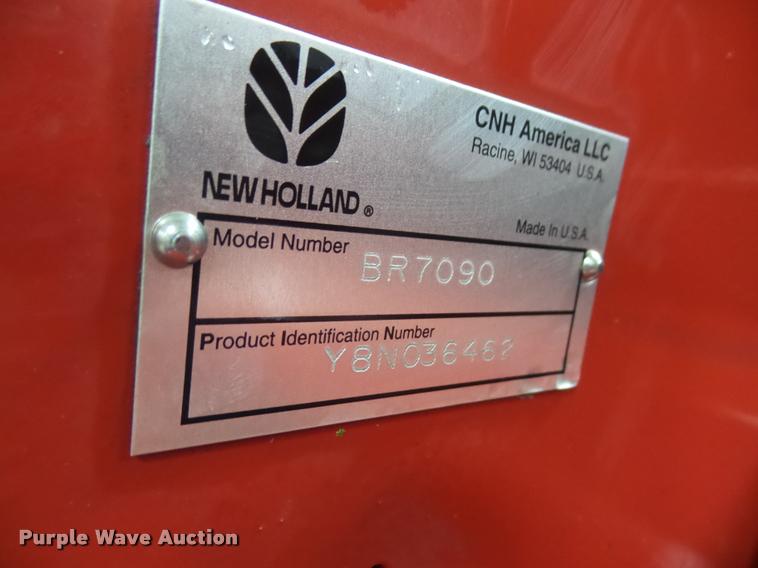 NEW HOLLAND ®
CNH America LLC
Racine, WI 53404 U.S.A.
Made In U.S.A.
Model Number
BR7090
Product Identification Number
Y8N036462
Purple Wave Auction